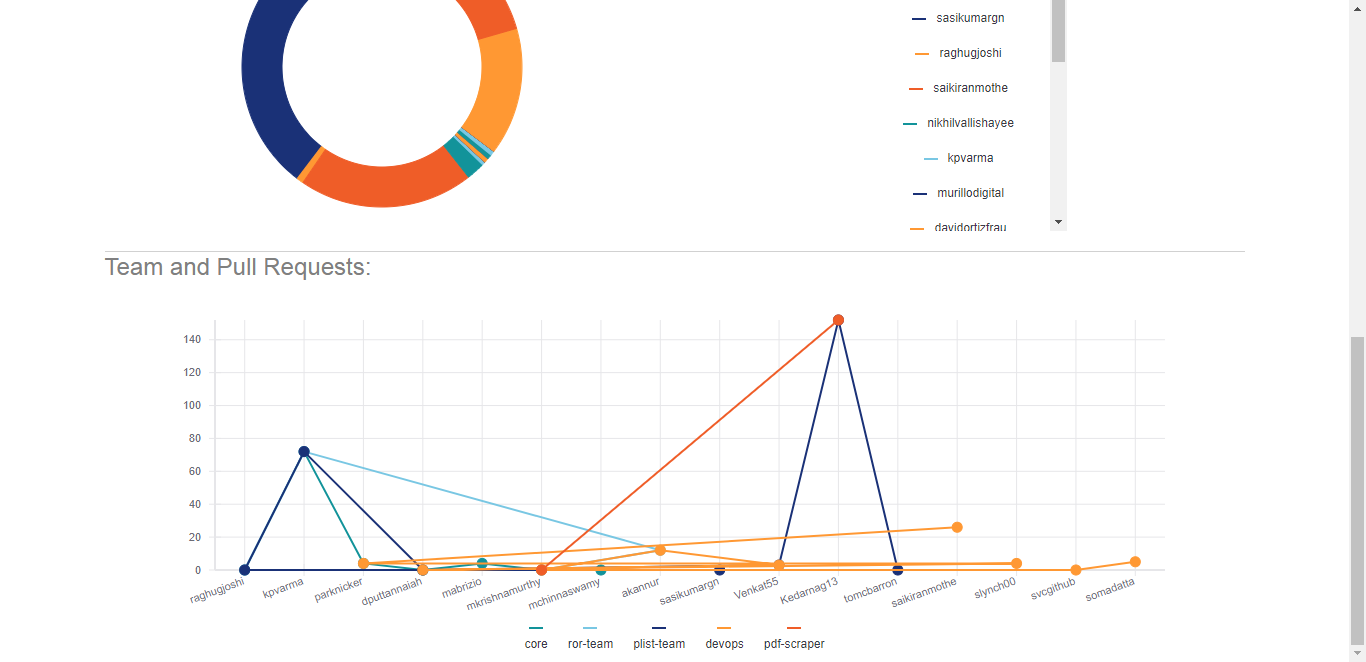 sasikumargn
raghugjoshi
saikiranmothe
nikhilvallishayee
kpvarma
murillodigital
davidortizfrau
Team and Pull Requests:
140
120
100
80
60
40
20
0
raghugjoshi
kpvarma
parknicker
dputtannaiah
mabrizio
mkrishnamurthy
mchinnaswamy
akannur
sasikumargn
Venkat55
Kedarnag13
tomcbarron
saikiranmothe
slynch00
svcgithub
somadatta
core ror-team plist-team devops pdf-scraper